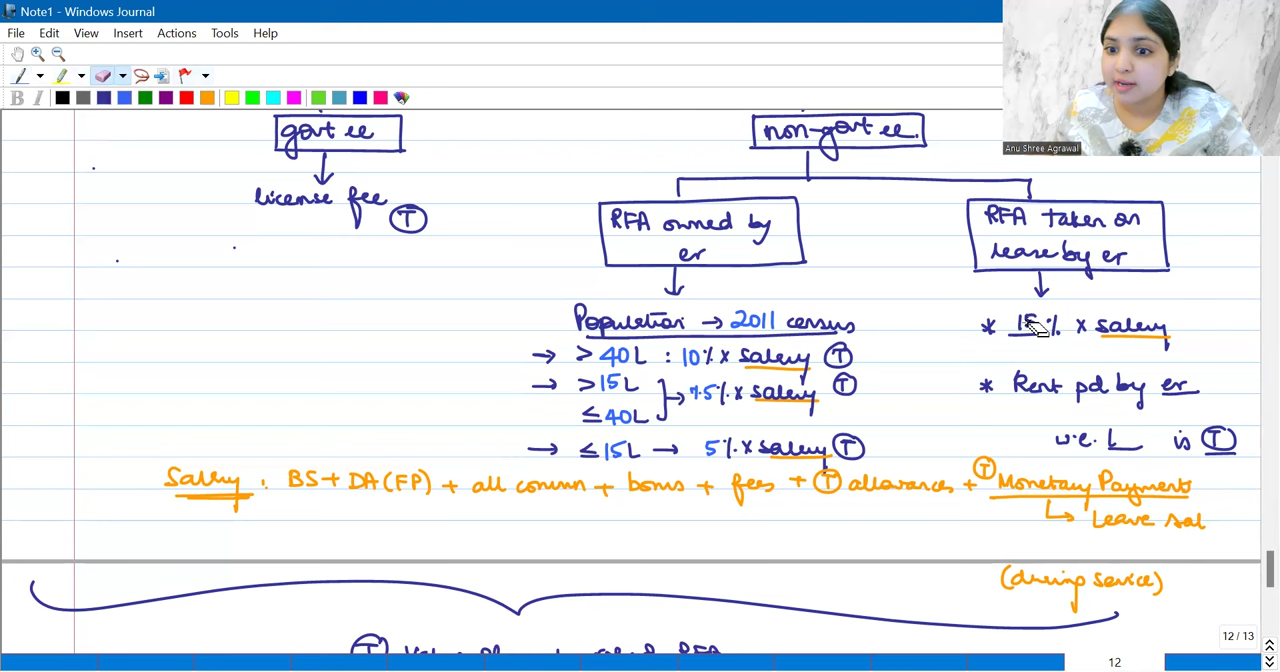 Note1 - Windows Journal
File Edit View Insert Actions Tools Help
B I
Anu Shree Agrawal
govt ee
non-govt ee.
license fee
T
RFA owned by
er
RFA taken on
lease by er
Population → 2011 census
→ > 40L : 10% x salary T
→ > 15L
≤ 40L
→ 7.5% x salary T
→ ≤ 15L → 5% x salary T
* 15% x salary
* Rent pd by er
w.e. L is T
Salary : BS + DA (FP) + all comm + bonus + fees + T allowances + T Monetary Payments
↳ Leave sal
(during service)
12 / 13
12